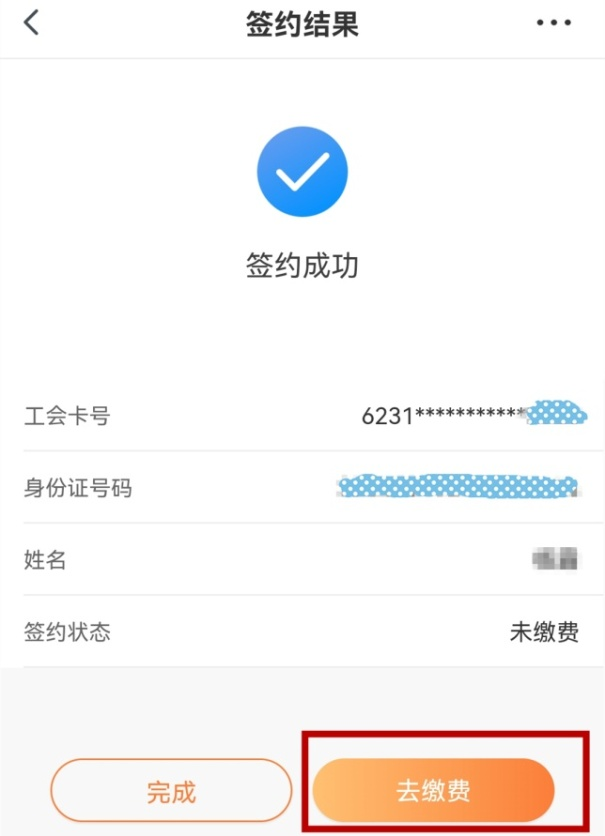 签约结果
签约成功
工会卡号 6231***********
身份证号码
姓名
签约状态 未缴费
完成 去缴费